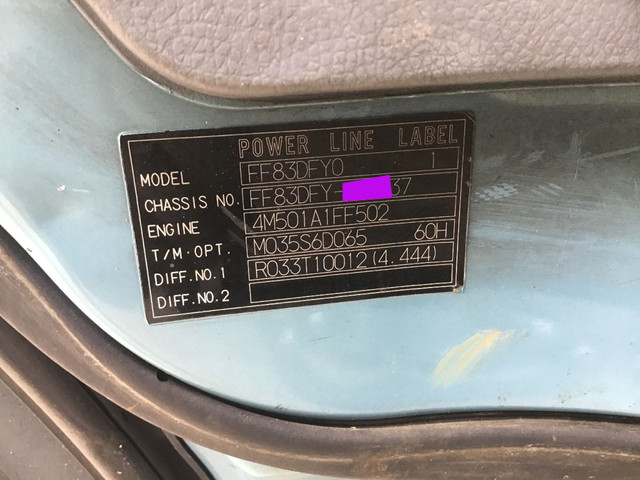 POWER LINE LABEL
MODEL FF83DFY0 1
CHASSIS NO. FF83DFY- 37
ENGINE 4M501A1FF502
T/M·OPT. M035S6D065 60H
DIFF.NO.1 R033T10012(4.444)
DIFF.NO.2